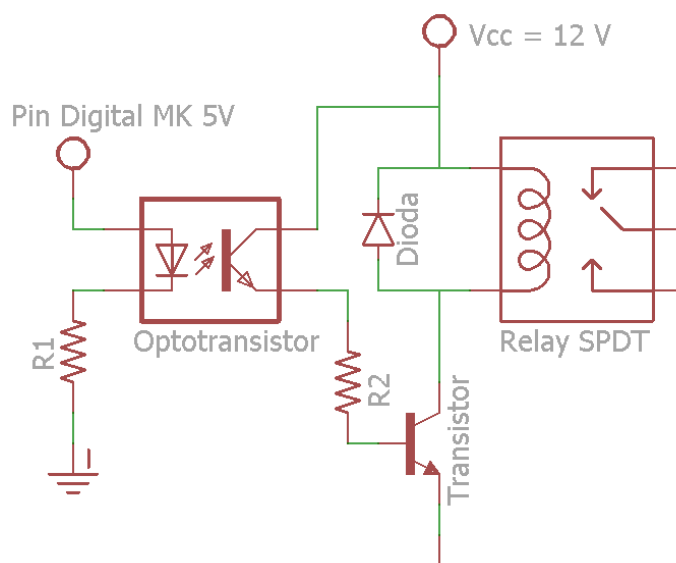 Vcc = 12 V
Pin Digital MK 5V
Dioda
Optotransistor
Relay SPDT
R1
R2
Transistor